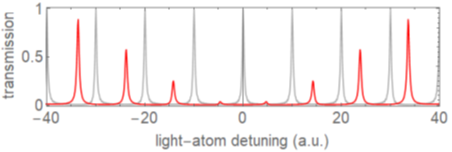 transmission
1
0.5
0
−40 −20 0 20 40
light−atom detuning (a.u.)